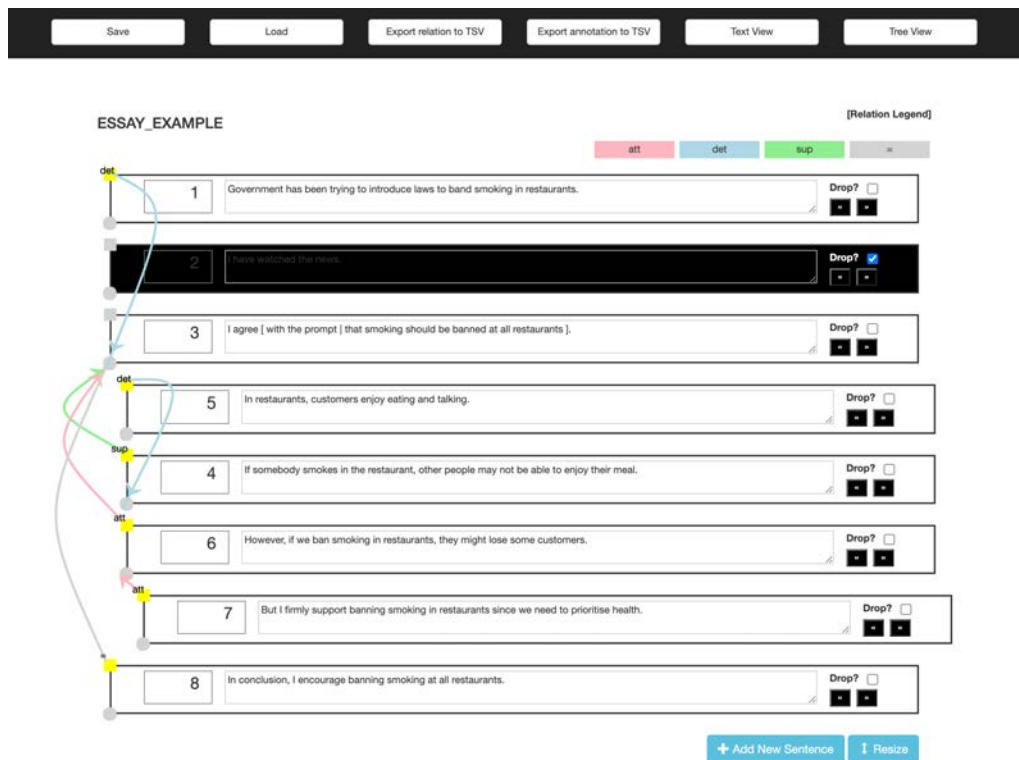 Save Load Export relation to TSV Export annotation to TSV Text View Tree View
ESSAY_EXAMPLE [Relation Legend]
att det sup =
det
1 Government has been trying to introduce laws to band smoking in restaurants. Drop?
2 I have watched the news. Drop?
3 I agree [ with the prompt | that smoking should be banned at all restaurants ]. Drop?
det
5 In restaurants, customers enjoy eating and talking. Drop?
sup
4 If somebody smokes in the restaurant, other people may not be able to enjoy their meal. Drop?
att
6 However, if we ban smoking in restaurants, they might lose some customers. Drop?
att
7 But I firmly support banning smoking in restaurants since we need to prioritise health. Drop?
=
8 In conclusion, I encourage banning smoking at all restaurants. Drop?
+ Add New Sentence Resize